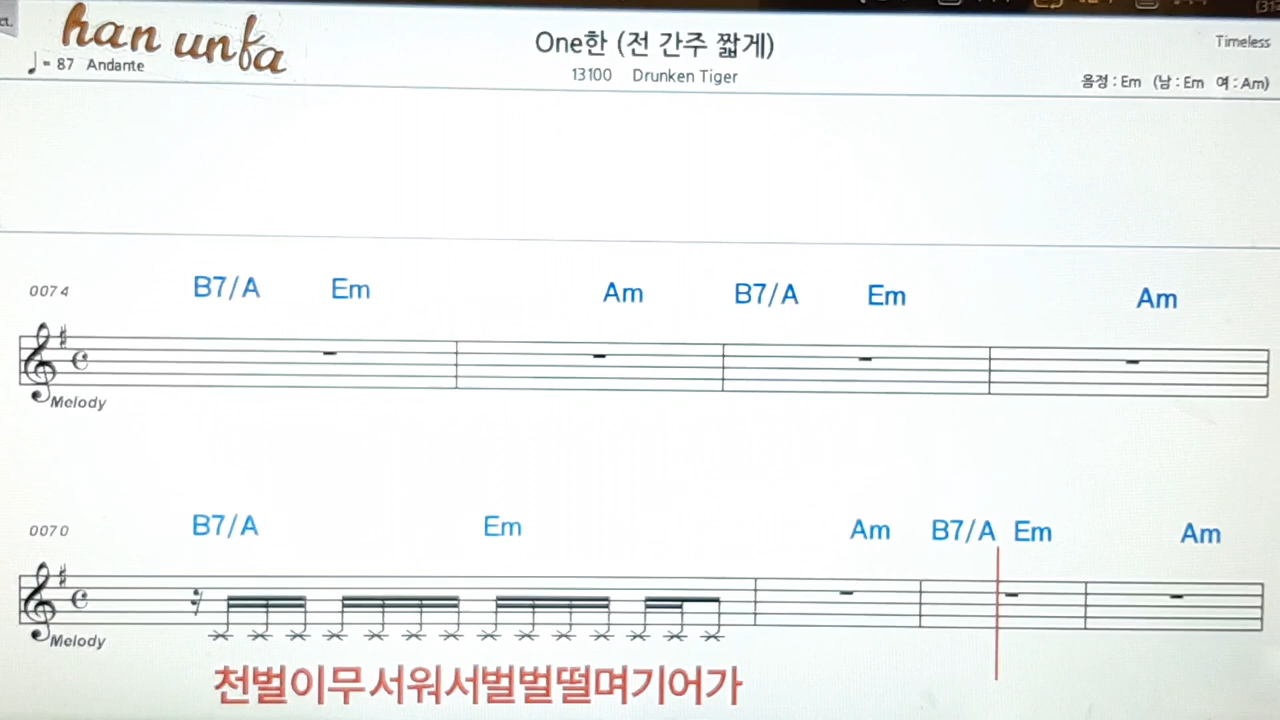 ct.
han unfa
One한 (전 간주 짧게)
Timeless
♩= 87 Andante
13100 Drunken Tiger
음정 : Em (남 : Em 여 : Am)
B7/A Em Am B7/A Em Am
0074
Melody
B7/A Em Am B7/A Em Am
0070
Melody
천벌이무서워서벌벌떨며기어가